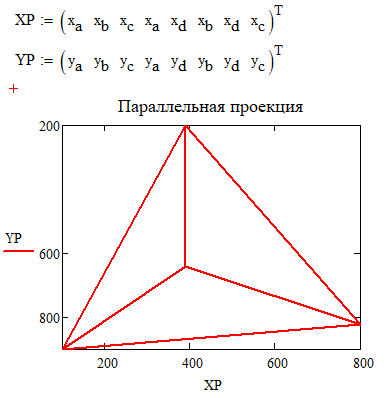 XP := (xa xb xc xa xd xb xd xc)T
YP := (ya yb yc ya yd yb yd yc)T
Параллельная проекция
200
YP
600
800
200 400 600 800
XP